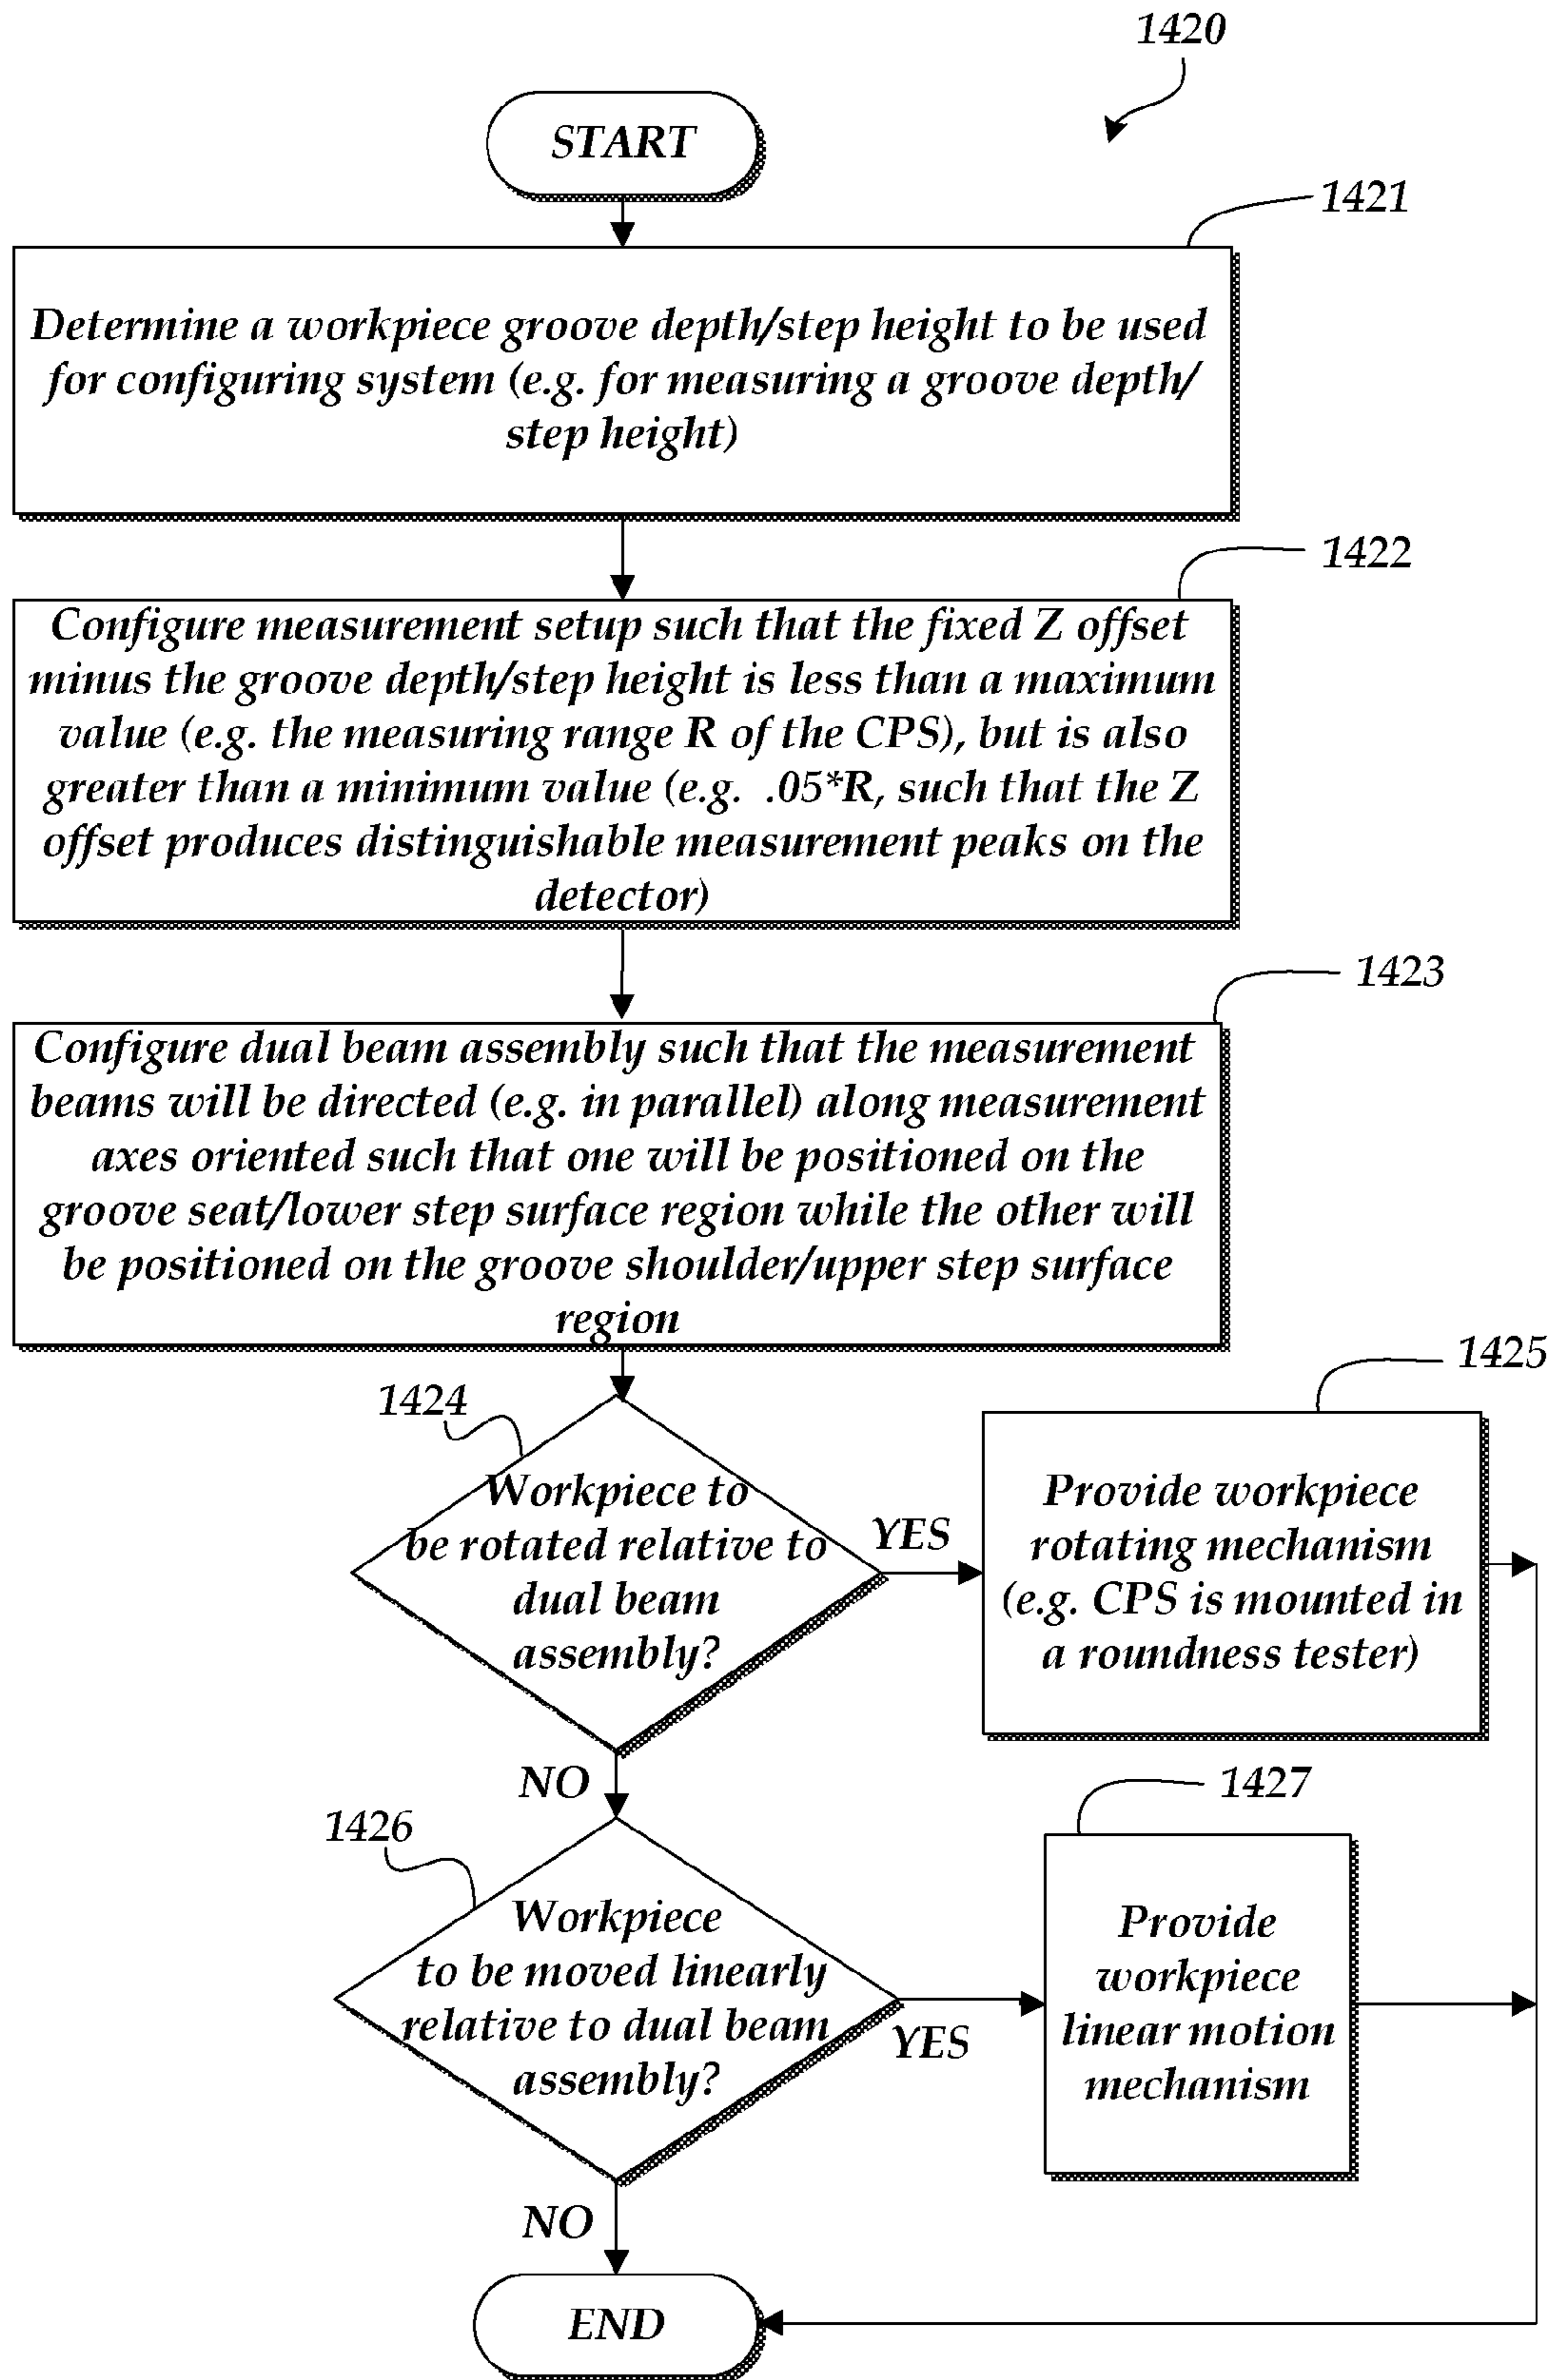 1420
START
1421
Determine a workpiece groove depth/step height to be used
for configuring system (e.g. for measuring a groove depth/
step height)
1422
Configure measurement setup such that the fixed Z offset
minus the groove depth/step height is less than a maximum
value (e.g. the measuring range R of the CPS), but is also
greater than a minimum value (e.g. .05*R, such that the Z
offset produces distinguishable measurement peaks on the
detector)
1423
Configure dual beam assembly such that the measurement
beams will be directed (e.g. in parallel) along measurement
axes oriented such that one will be positioned on the
groove seat/lower step surface region while the other will
be positioned on the groove shoulder/upper step surface
region
1424
Workpiece to
be rotated relative to
dual beam
assembly?
YES
1425
Provide workpiece
rotating mechanism
(e.g. CPS is mounted in
a roundness tester)
NO
1426
Workpiece
to be moved linearly
relative to dual beam
assembly?
YES
1427
Provide
workpiece
linear motion
mechanism
NO
END